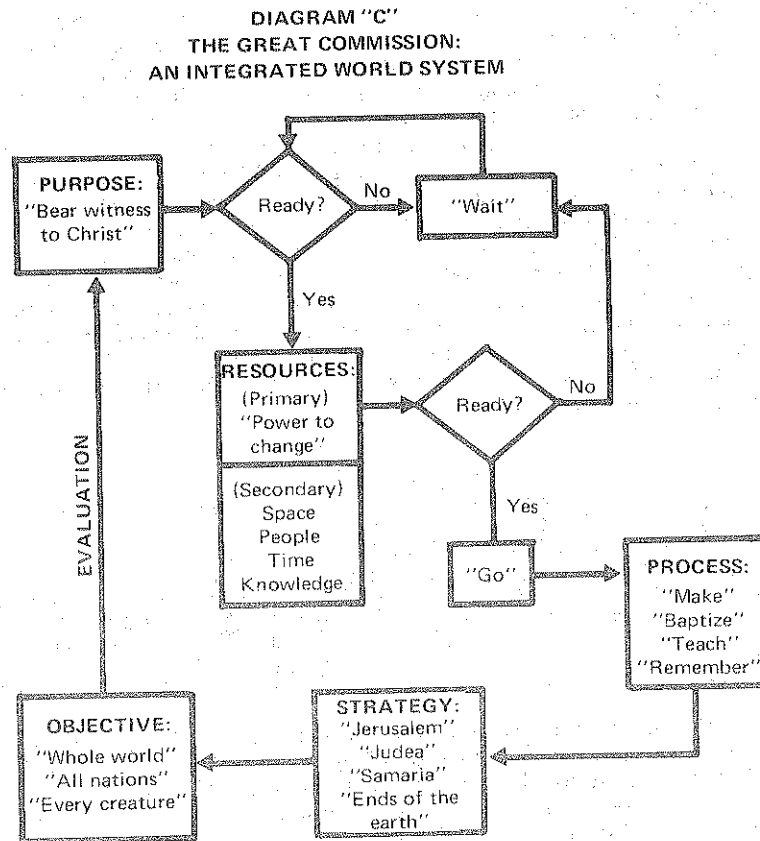 DIAGRAM "C"
THE GREAT COMMISSION:
AN INTEGRATED WORLD SYSTEM
PURPOSE:
"Bear witness
to Christ"
Ready?
No
"Wait"
Yes
RESOURCES:
(Primary)
"Power to
change"
(Secondary)
Space
People
Time
Knowledge
Ready?
No
Yes
"Go"
PROCESS:
"Make"
"Baptize"
"Teach"
"Remember"
STRATEGY:
"Jerusalem"
"Judea"
"Samaria"
"Ends of the
earth"
OBJECTIVE:
"Whole world"
"All nations"
"Every creature"
EVALUATION